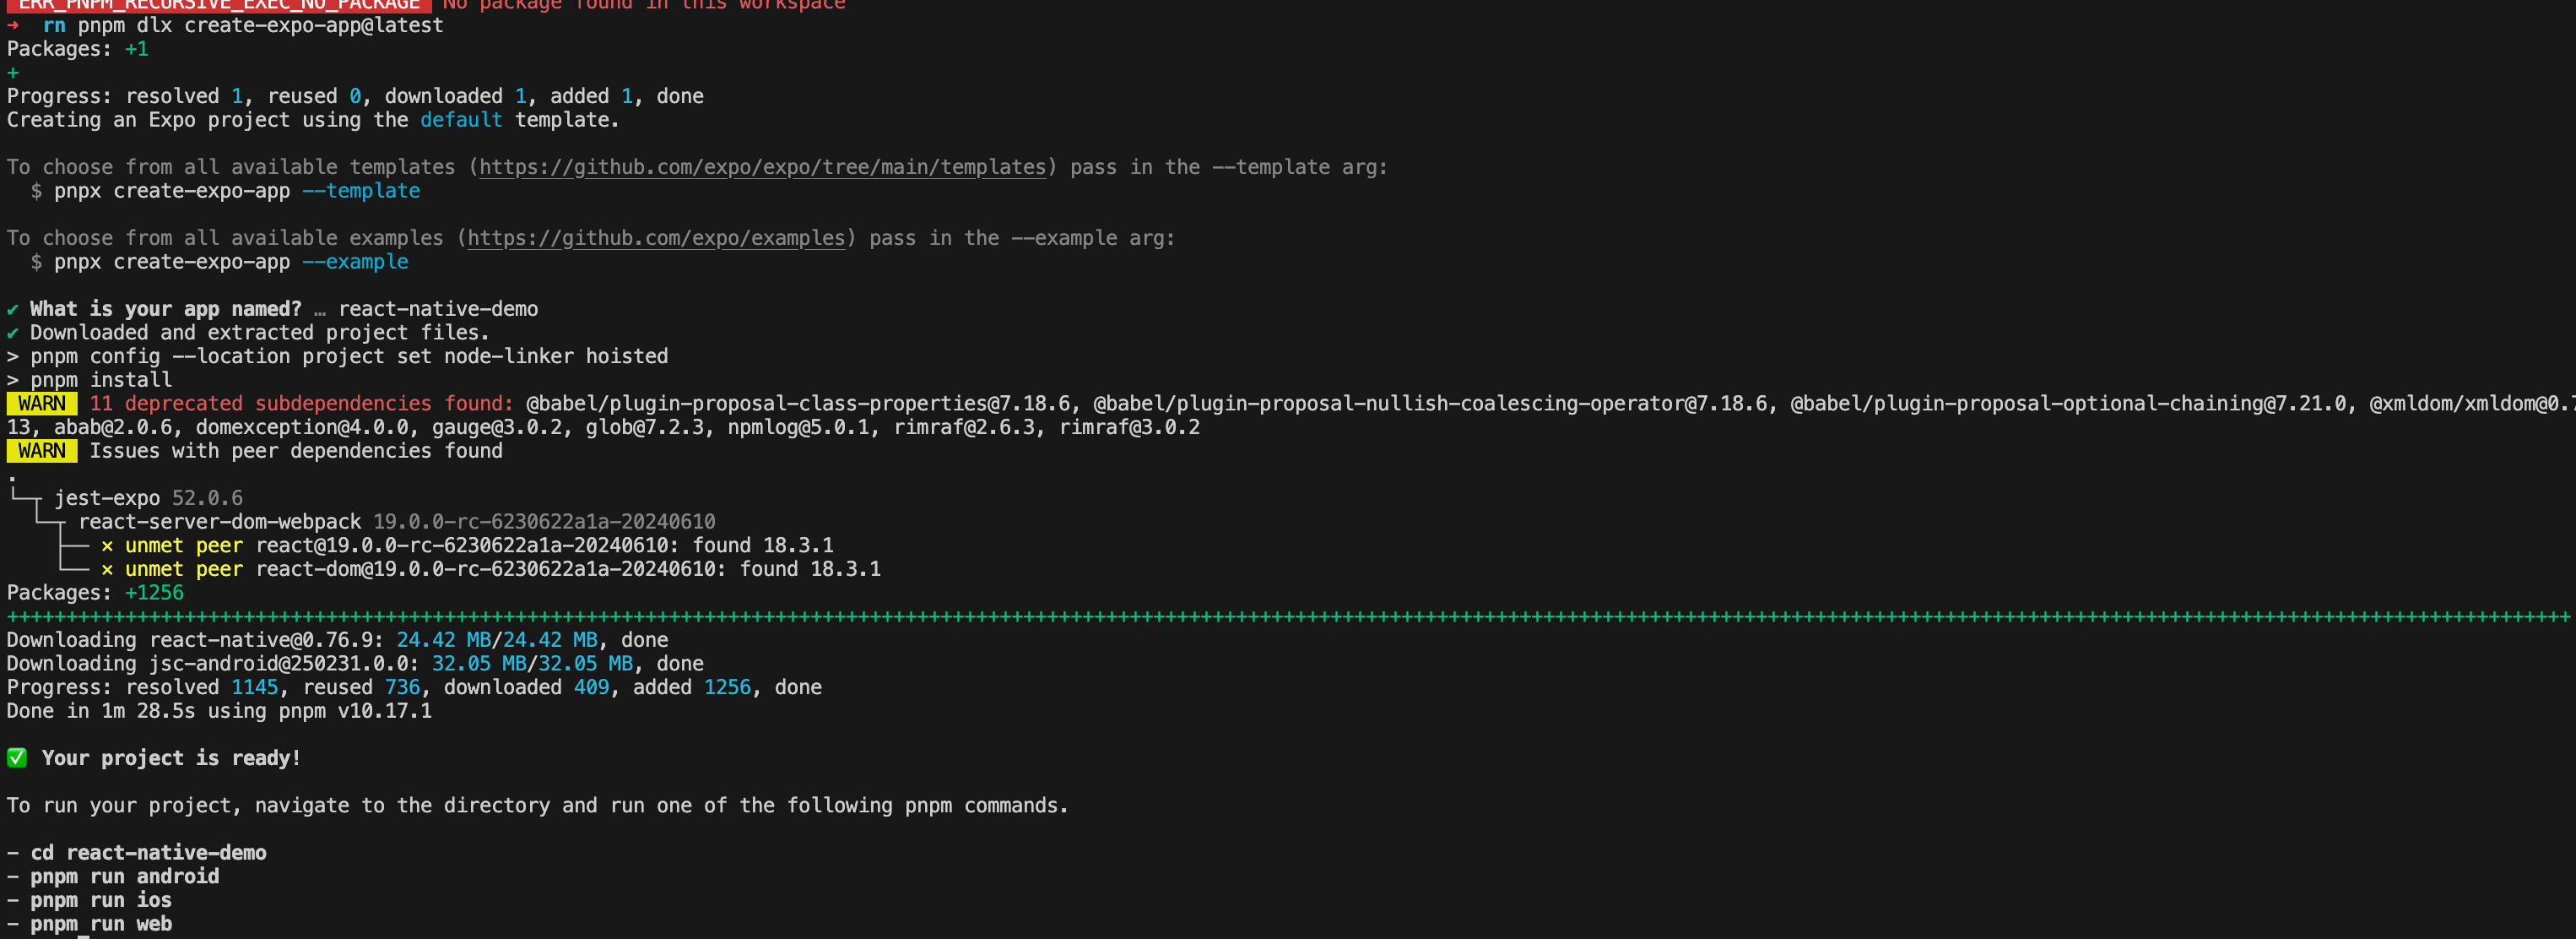 ERR_PNPM_RECURSIVE_EXEC_NO_PACKAGE No package found in this workspace
➜ rn pnpm dlx create-expo-app@latest
Packages: +1
+
Progress: resolved 1, reused 0, downloaded 1, added 1, done
Creating an Expo project using the default template.
To choose from all available templates (https://github.com/expo/expo/tree/main/templates) pass in the --template arg:
$ pnpx create-expo-app --template
To choose from all available examples (https://github.com/expo/examples) pass in the --example arg:
$ pnpx create-expo-app --example
✔ What is your app named? … react-native-demo
✔ Downloaded and extracted project files.
> pnpm config --location project set node-linker hoisted
> pnpm install
WARN 11 deprecated subdependencies found: @babel/plugin-proposal-class-properties@7.18.6, @babel/plugin-proposal-nullish-coalescing-operator@7.18.6, @babel/plugin-proposal-optional-chaining@7.21.0, @xmldom/xmldom@0.7
13, abab@2.0.6, domexception@4.0.0, gauge@3.0.2, glob@7.2.3, npmlog@5.0.1, rimraf@2.6.3, rimraf@3.0.2
WARN Issues with peer dependencies found
.
└─┬ jest-expo 52.0.6
└─┬ react-server-dom-webpack 19.0.0-rc-6230622a1a-20240610
├── ✕ unmet peer react@19.0.0-rc-6230622a1a-20240610: found 18.3.1
└── ✕ unmet peer react-dom@19.0.0-rc-6230622a1a-20240610: found 18.3.1
Packages: +1256
+++++++++++++++++++++++++++++++++++++++++++++++++++++++++++++++++++++++++++++++++++++++++++++++++++++++++++++++++++++++++++++++++++++++++++++++++++++++++++++++++++++++++++++++++++++++++++++++++++++++++++++++++++++++++
Downloading react-native@0.76.9: 24.42 MB/24.42 MB, done
Downloading jsc-android@250231.0.0: 32.05 MB/32.05 MB, done
Progress: resolved 1145, reused 736, downloaded 409, added 1256, done
Done in 1m 28.5s using pnpm v10.17.1
✅ Your project is ready!
To run your project, navigate to the directory and run one of the following pnpm commands.
- cd react-native-demo
- pnpm run android
- pnpm run ios
- pnpm run web